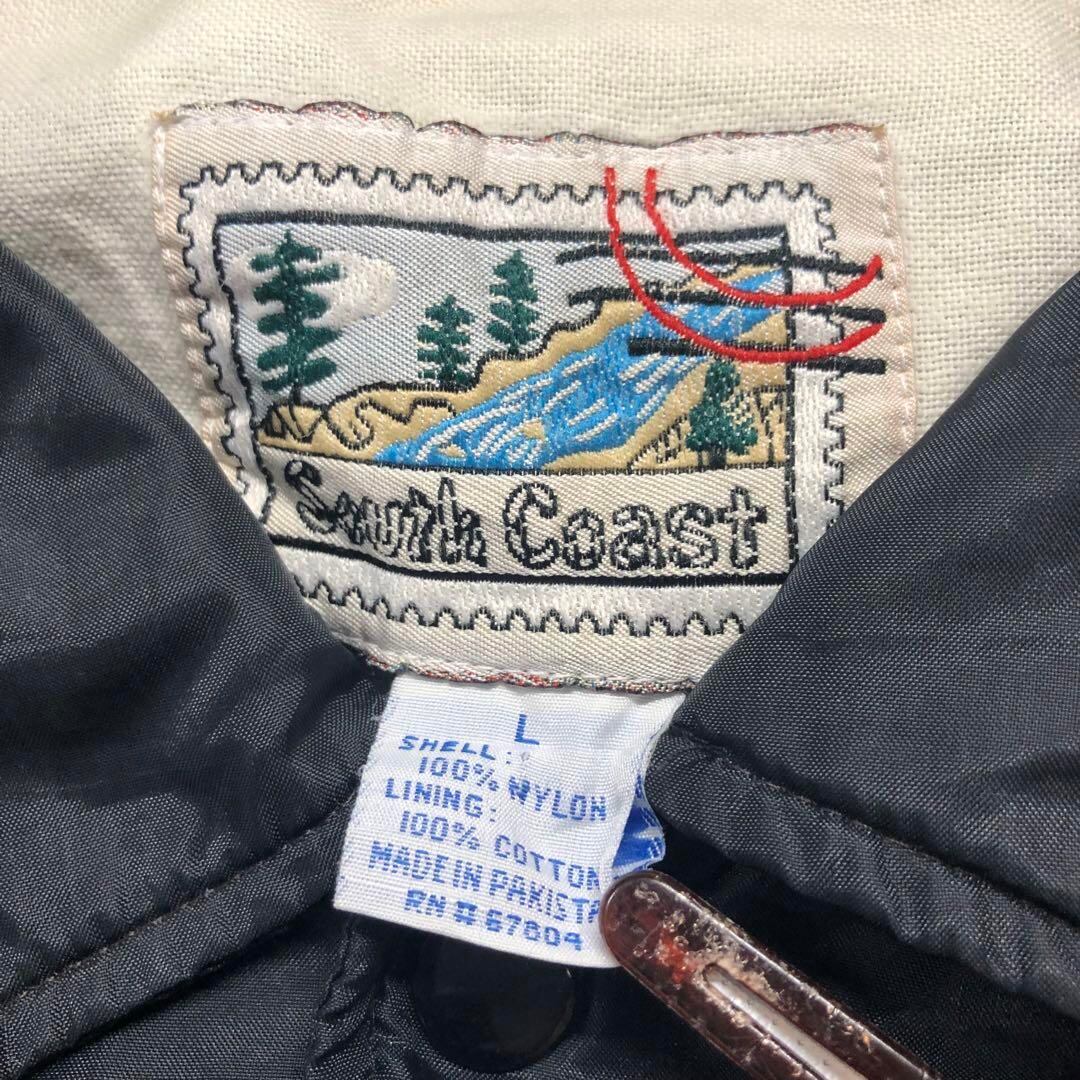 South Coast
L
SHELL:
100% NYLON
LINING:
100% COTTON
MADE IN PAKISTA
RN # 67804